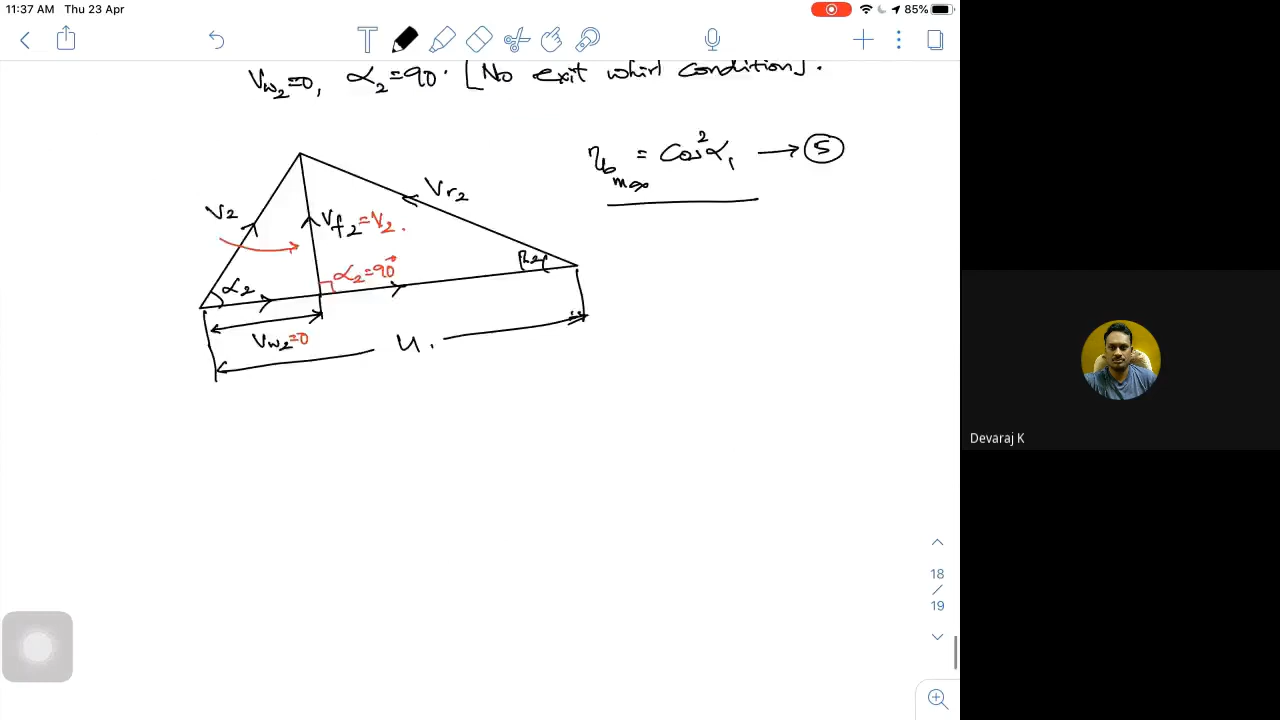 11:37 AM Thu 23 Apr
85%
T
Vw2=0, α2=90. [No exit whirl condition].
ηb max = Cos²α1 → 5
V2
Vr2
Vf2=V2.
α2=90°
α2
β2
Vw2=0
u.
Devaraj K
18
/
19